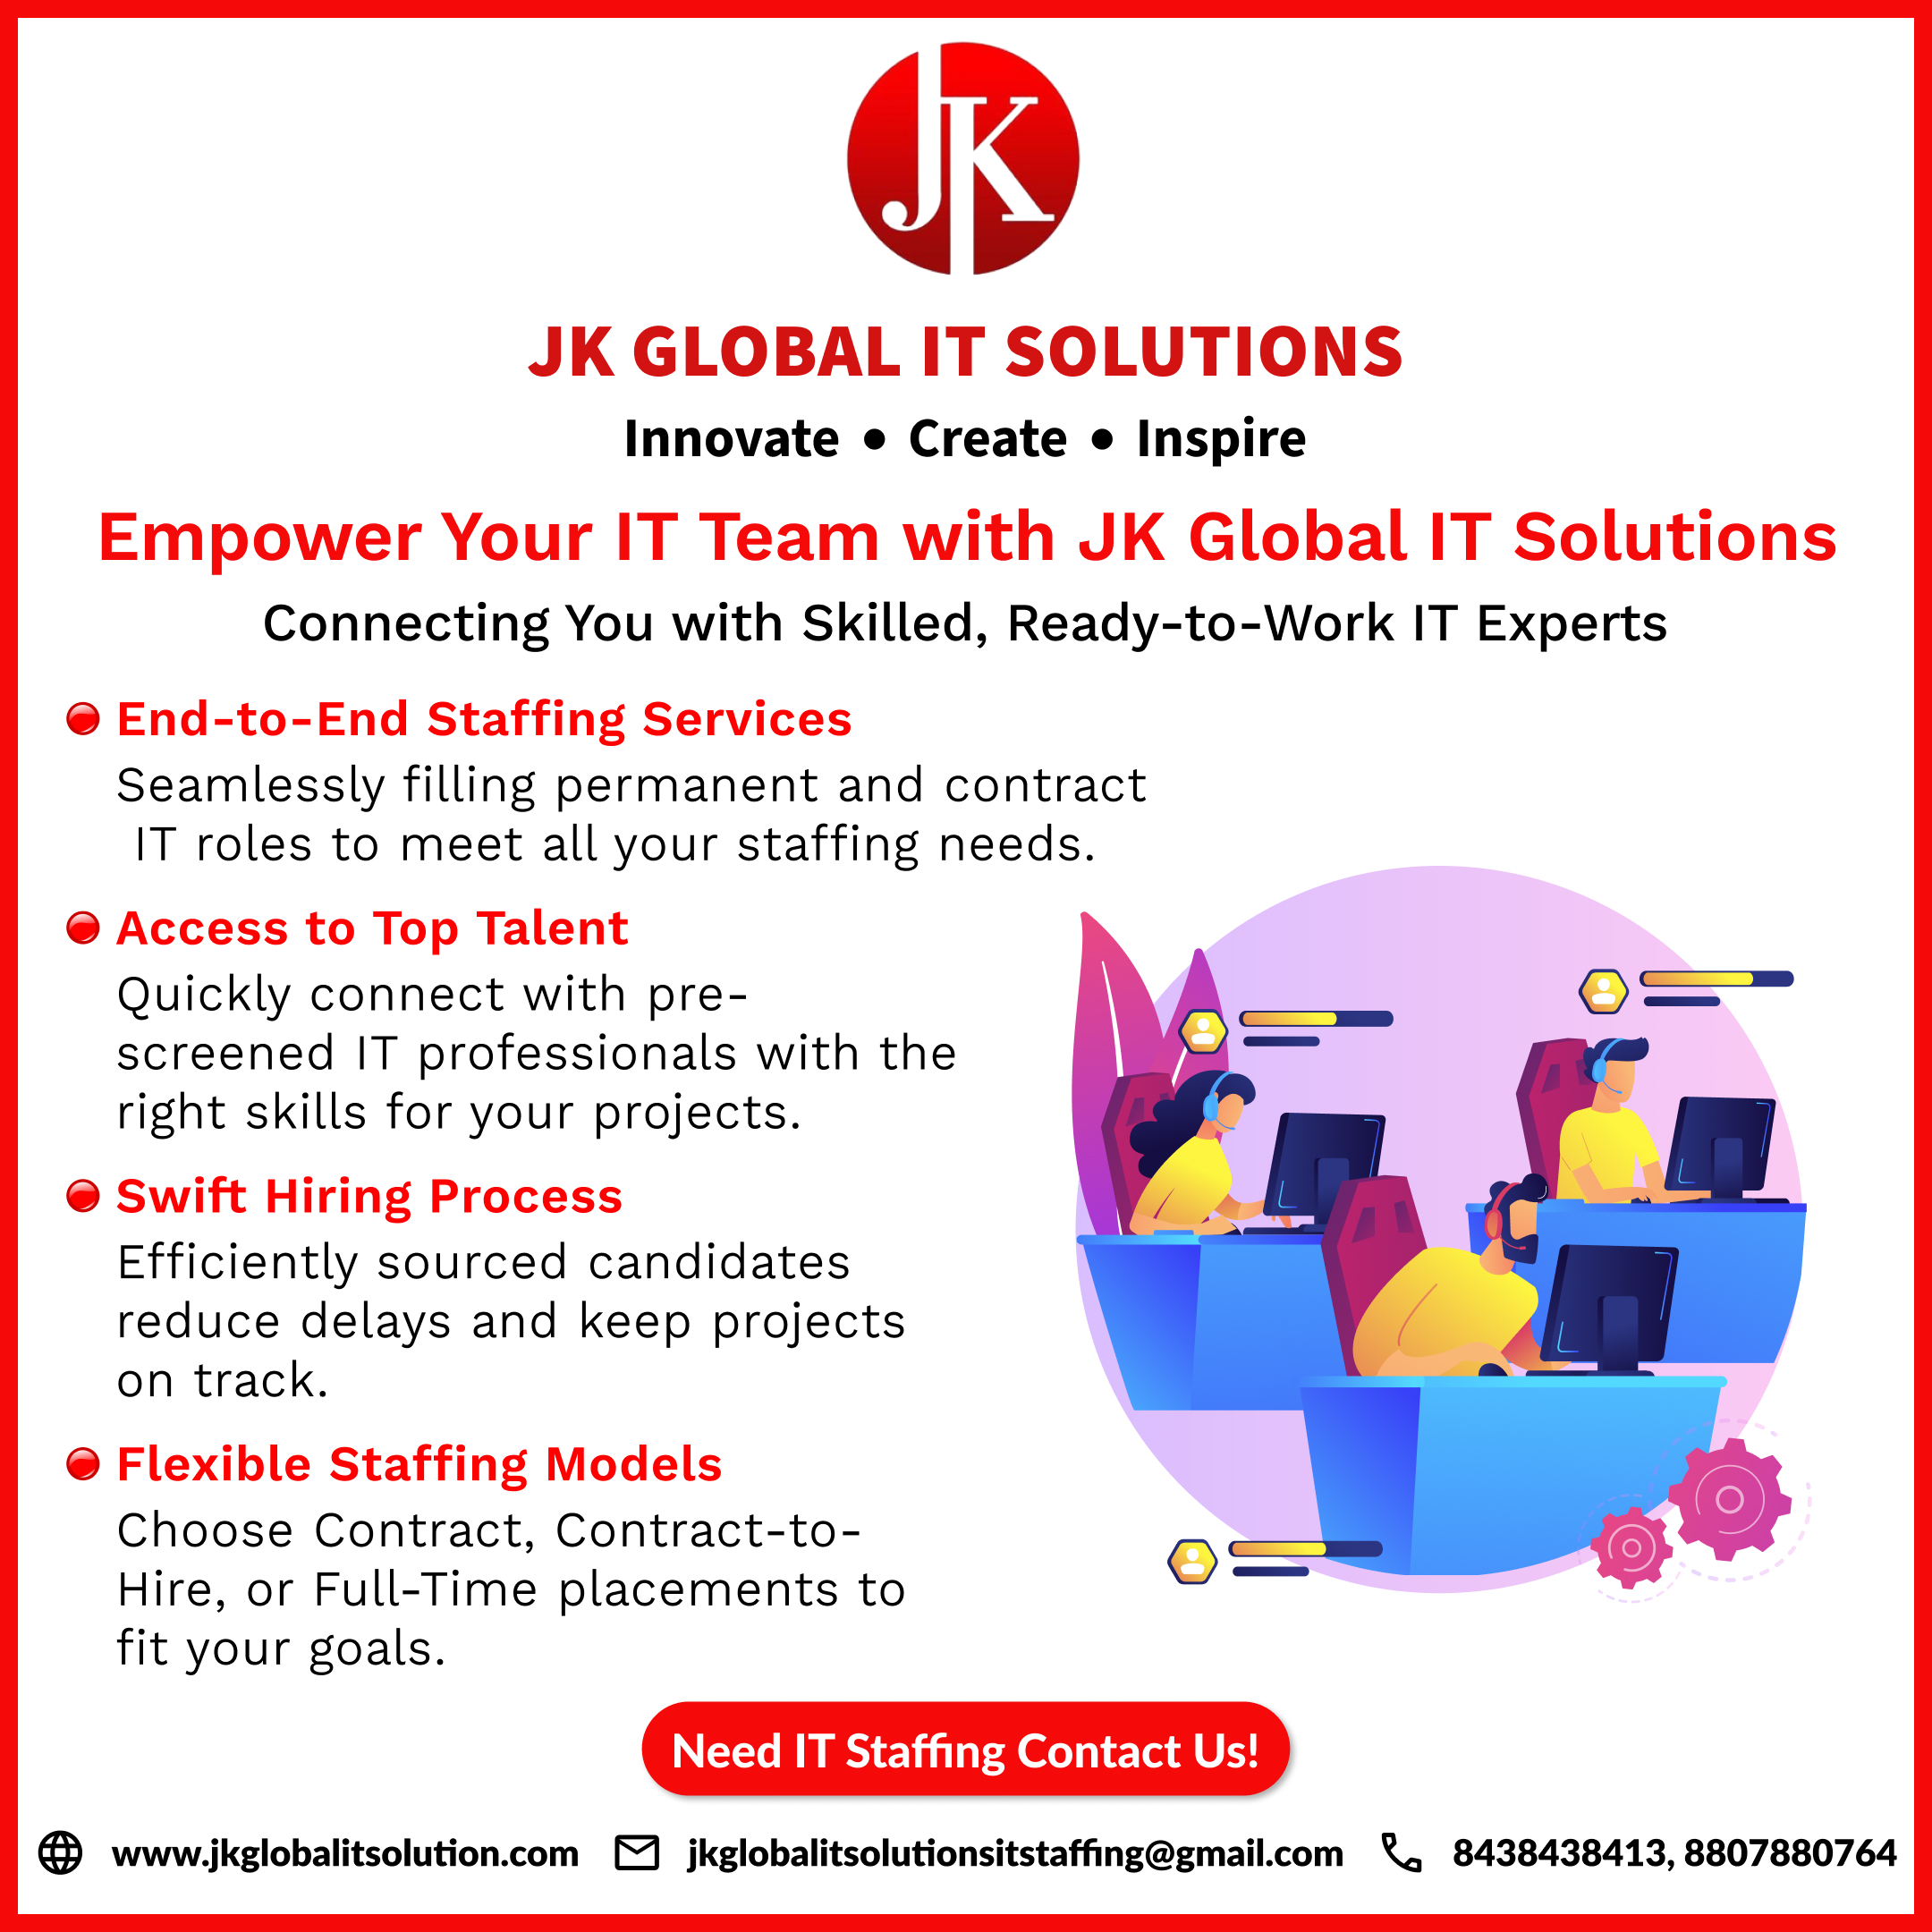 JK
JK GLOBAL IT SOLUTIONS
Innovate • Create • Inspire
Empower Your IT Team with JK Global IT Solutions
Connecting You with Skilled, Ready-to-Work IT Experts
End-to-End Staffing Services
Seamlessly filling permanent and contract
IT roles to meet all your staffing needs.
Access to Top Talent
Quickly connect with pre-
screened IT professionals with the
right skills for your projects.
Swift Hiring Process
Efficiently sourced candidates
reduce delays and keep projects
on track.
Flexible Staffing Models
Choose Contract, Contract-to-
Hire, or Full-Time placements to
fit your goals.
Need IT Staffing Contact Us!
www.jkglobalitsolution.com jkglobalitsolutionsitstaffing@gmail.com 8438438413, 8807880764